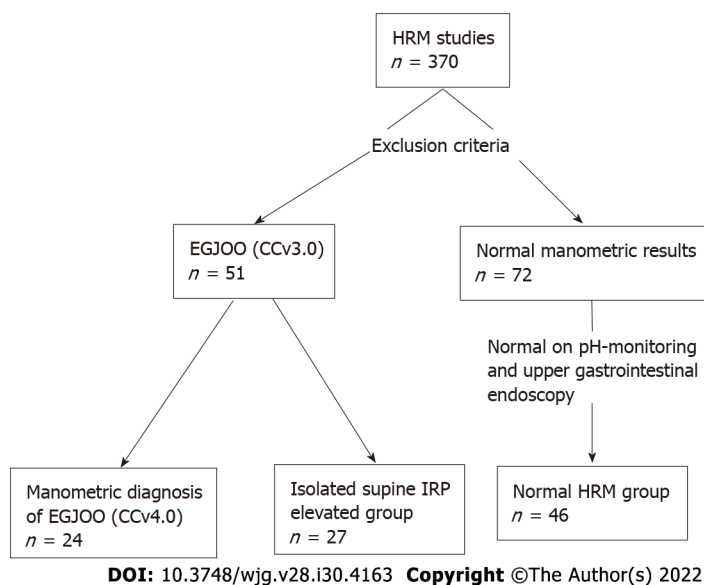 HRM studies
n = 370
Exclusion criteria
EGJOO (CCv3.0)
n = 51
Normal manometric results
n = 72
Normal on pH-monitoring
and upper gastrointestinal
endoscopy
Manometric diagnosis
of EGJOO (CCv4.0)
n = 24
Isolated supine IRP
elevated group
n = 27
Normal HRM group
n = 46
DOI: 10.3748/wjg.v28.i30.4163 Copyright ©The Author(s) 2022